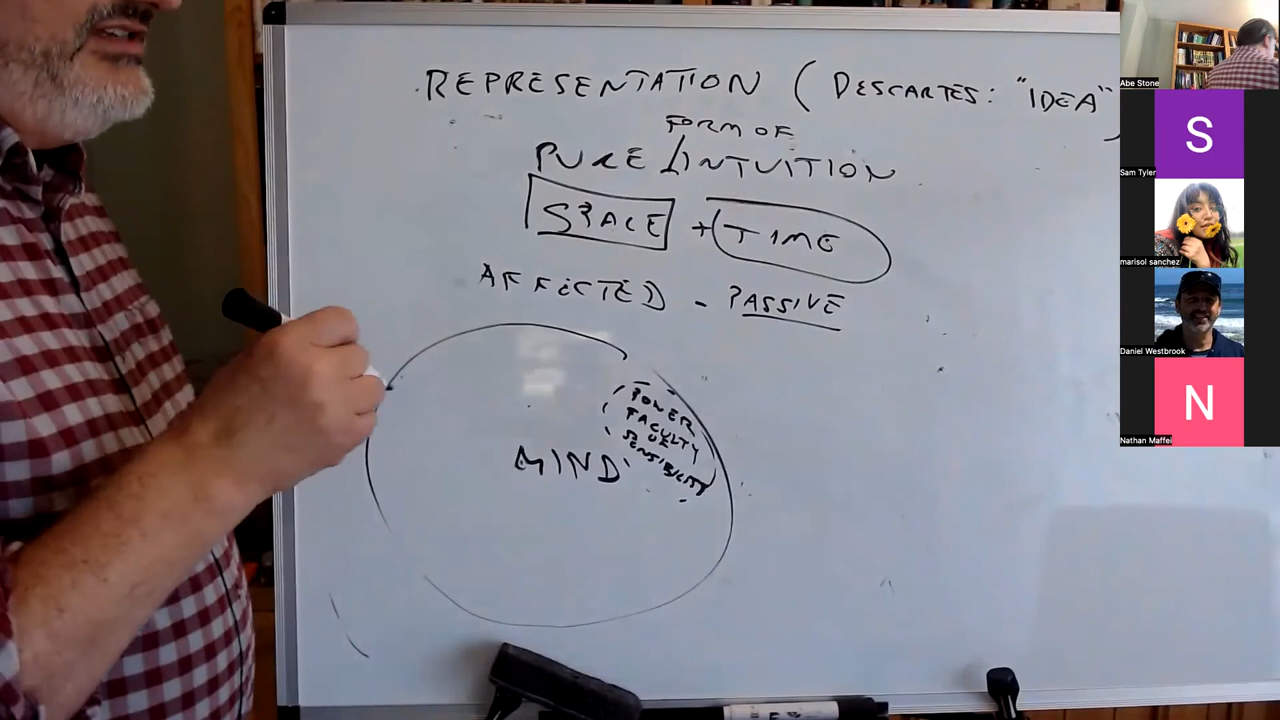 REPRESENTATION (DESCARTES: "IDEA")
FORM OF
PURE INTUITION
SPACE + TIME
AFFECTED - PASSIVE
POWER
FACULTY
OF
SENSIBILITY
MIND
Abe Stone
S
Sam Tyler
marisol sanchez
Daniel Westbrook
N
Nathan Maffei